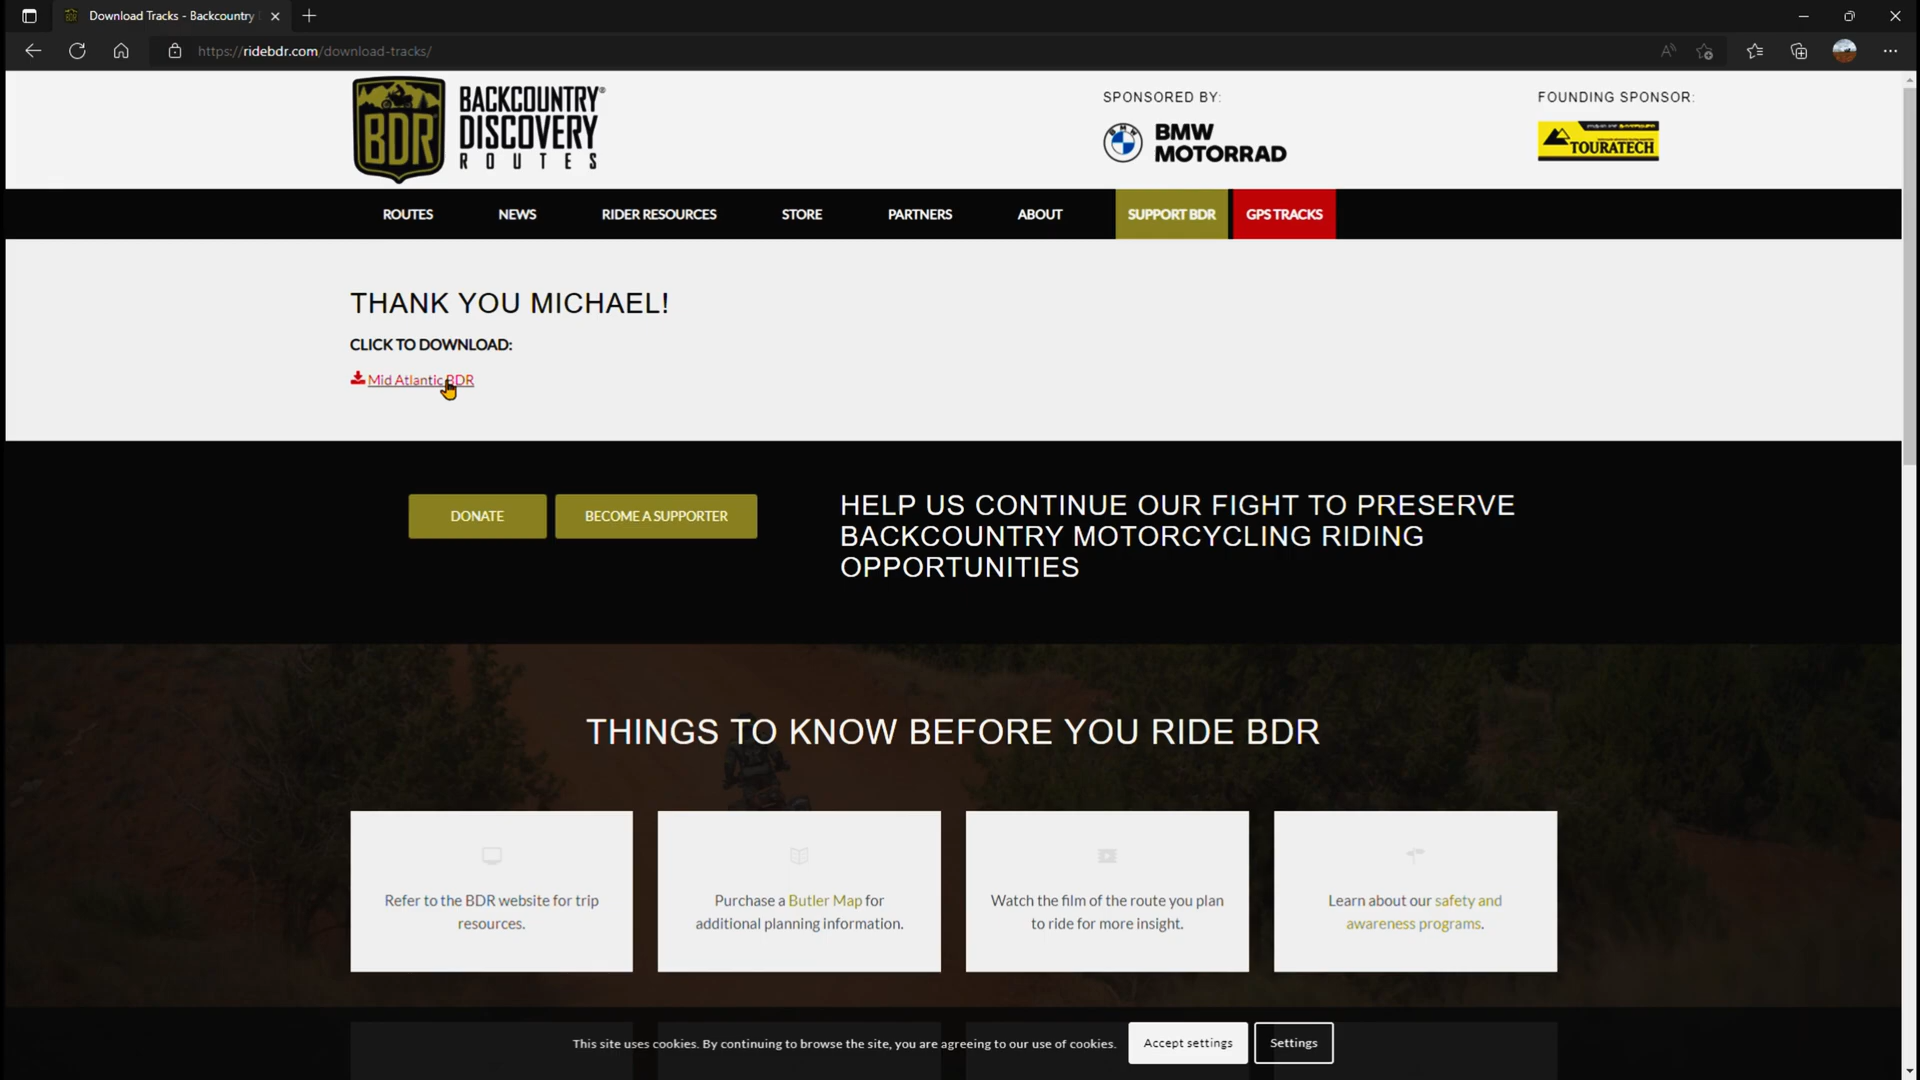 Download Tracks - Backcountry
https://ridebdr.com/download-tracks/
BDR
BACKCOUNTRY®
DISCOVERY
ROUTES
SPONSORED BY:
BMW
MOTORRAD
FOUNDING SPONSOR:
TOURATECH
ROUTES NEWS RIDER RESOURCES STORE PARTNERS ABOUT SUPPORT BDR GPS TRACKS
THANK YOU MICHAEL!
CLICK TO DOWNLOAD:
Mid Atlantic BDR
DONATE BECOME A SUPPORTER
HELP US CONTINUE OUR FIGHT TO PRESERVE
BACKCOUNTRY MOTORCYCLING RIDING
OPPORTUNITIES
THINGS TO KNOW BEFORE YOU RIDE BDR
Refer to the BDR website for trip
resources.
Purchase a Butler Map for
additional planning information.
Watch the film of the route you plan
to ride for more insight.
Learn about our safety and
awareness programs.
This site uses cookies. By continuing to browse the site, you are agreeing to our use of cookies. Accept settings Settings